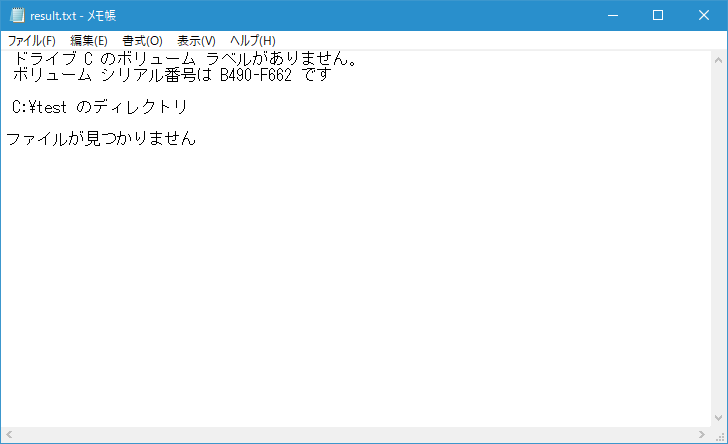 result.txt - メモ帳
ファイル(F) 編集(E) 書式(O) 表示(V) ヘルプ(H)
ドライブ C のボリューム ラベルがありません。
ボリューム シリアル番号は B490-F662 です
C:¥test のディレクトリ
ファイルが見つかりません